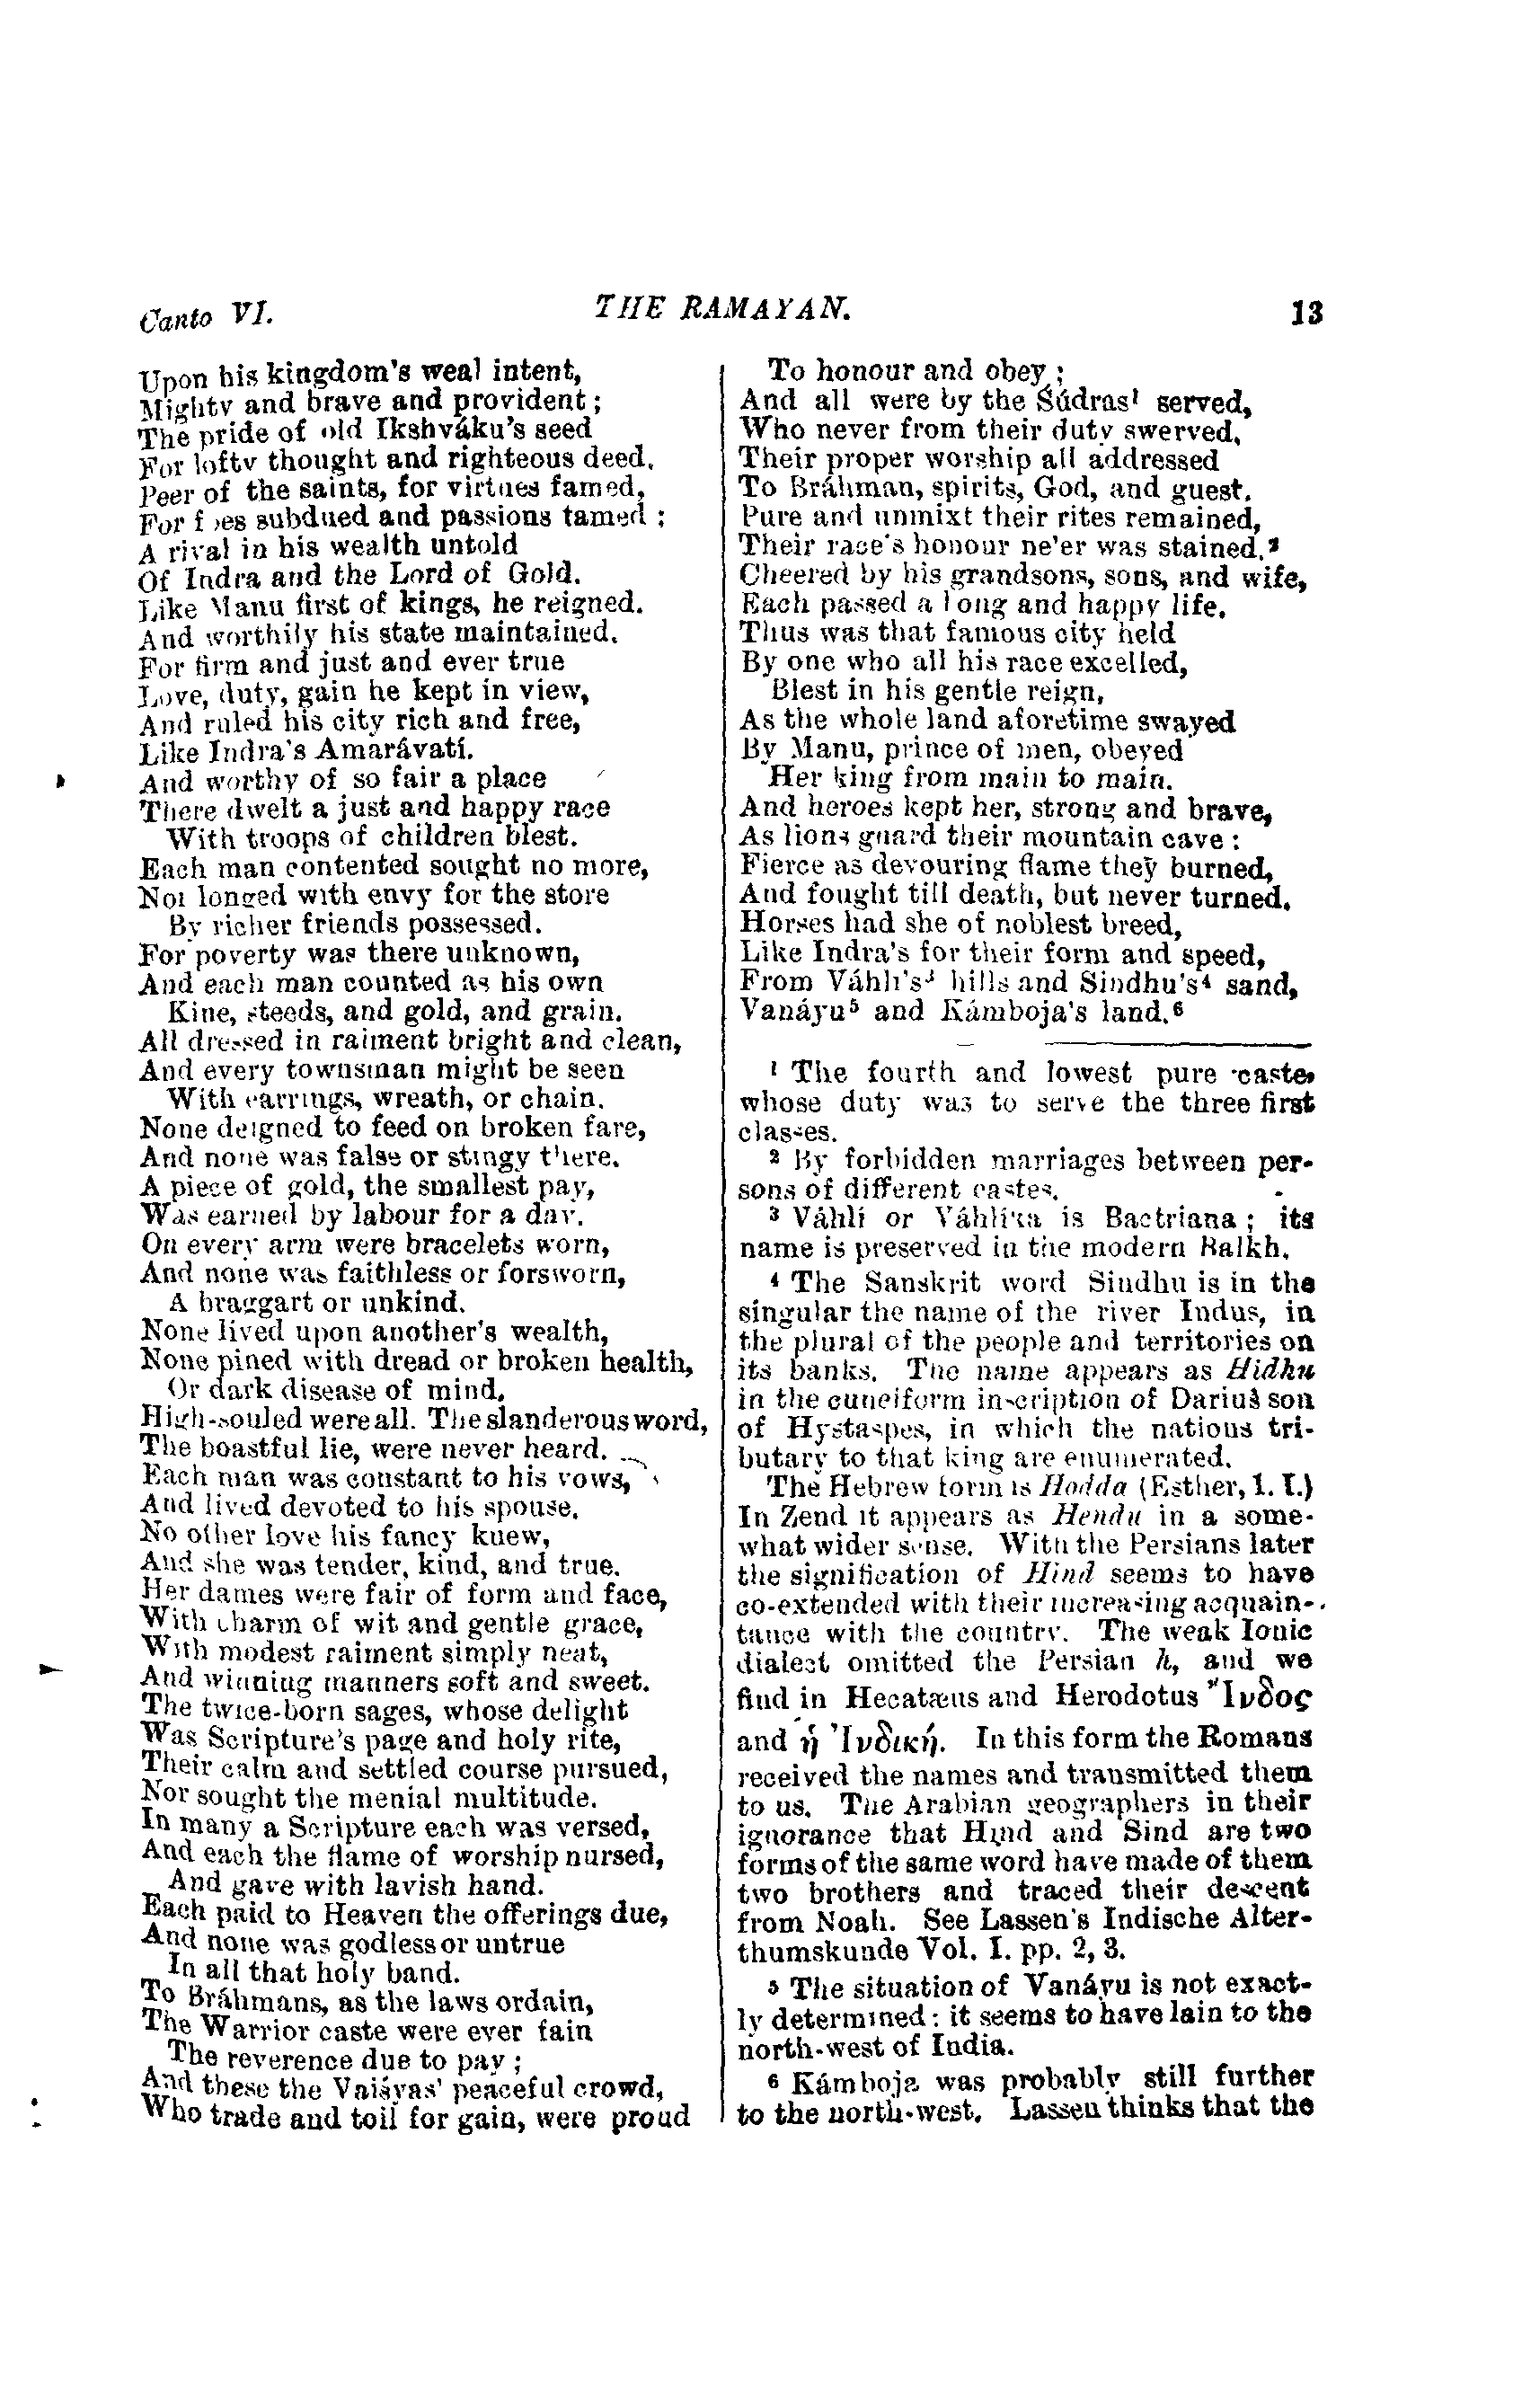 Canto VI.
THE RAMAYAN.
13
Upon his kingdom's weal intent,
Mighty and brave and provident;
The pride of old Ikshváku's seed
For lofty thought and righteous deed.
Peer of the saints, for virtues famed,
For foes subdued and passions tamed:
A rival in his wealth untold
Of Indra and the Lord of Gold.
Like Manu first of kings, he reigned.
And worthily his state maintained.
For firm and just and ever true
Love, duty, gain he kept in view,
And ruled his city rich and free,
Like Indra's Amarávatí.
And worthy of so fair a place
There dwelt a just and happy race
With troops of children blest.
Each man contented sought no more,
Nor longed with envy for the store
By richer friends possessed.
For poverty was there unknown,
And each man counted as his own
Kine, steeds, and gold, and grain.
All dressed in raiment bright and clean,
And every townsman might be seen
With earrings, wreath, or chain.
None deigned to feed on broken fare,
And none was false or stingy there.
A piece of gold, the smallest pay,
Was earned by labour for a day.
On every arm were bracelets worn,
And none was faithless or forsworn,
A braggart or unkind.
None lived upon another's wealth,
None pined with dread or broken health,
Or dark disease of mind.
High-souled were all. The slanderous word,
The boastful lie, were never heard.
Each man was constant to his vows,
And lived devoted to his spouse.
No other love his fancy knew,
And she was tender, kind, and true.
Her dames were fair of form and face,
With charm of wit and gentle grace,
With modest raiment simply neat,
And winning manners soft and sweet.
The twice-born sages, whose delight
Was Scripture's page and holy rite,
Their calm and settled course pursued,
Nor sought the menial multitude.
In many a Scripture each was versed,
And each the flame of worship nursed,
And gave with lavish hand.
Each paid to Heaven the offerings due,
And none was godless or untrue
In all that holy band.
To Bráhmans, as the laws ordain,
The Warrior caste were ever fain
The reverence due to pay;
And these the Vaiśyas' peaceful crowd,
Who trade and toil for gain, were proud
To honour and obey;
And all were by the Śúdras¹ served,
Who never from their duty swerved,
Their proper worship all addressed
To Bráhman, spirits, God, and guest.
Pure and unmixt their rites remained,
Their race's honour ne'er was stained.²
Cheered by his grandsons, sons, and wife,
Each passed a long and happy life.
Thus was that famous city held
By one who all his race excelled,
Blest in his gentle reign,
As the whole land aforetime swayed
By Manu, prince of men, obeyed
Her king from main to main.
And heroes kept her, strong and brave,
As lions guard their mountain cave:
Fierce as devouring flame they burned,
And fought till death, but never turned.
Horses had she of noblest breed,
Like Indra's for their form and speed,
From Váhlí's³ hills and Sindhu's⁴ sand,
Vanáyu⁵ and Kámboja's land.⁶
¹ The fourth and lowest pure caste,
whose duty was to serve the three first
classes.
² By forbidden marriages between per-
sons of different castes.
³ Váhlí or Váhlíka is Bactriana; its
name is preserved in the modern Balkh.
⁴ The Sanskrit word Sindhu is in the
singular the name of the river Indus, in
the plural of the people and territories on
its banks. The name appears as Hidhu
in the cuneiform inscription of Darius son
of Hystaspes, in which the nations tri-
butary to that king are enumerated.
The Hebrew form is Hodda (Esther, I. I.)
In Zend it appears as Hendu in a some-
what wider sense. With the Persians later
the signification of Hind seems to have
co-extended with their increasing acquain-
tance with the country. The weak Ionic
dialect omitted the Persian h, and we
find in Hecatæus and Herodotus Ἴνδος
and ἡ Ἰνδική. In this form the Romans
received the names and transmitted them
to us. The Arabian geographers in their
ignorance that Hind and Sind are two
forms of the same word have made of them
two brothers and traced their descent
from Noah. See Lassen's Indische Alter-
thumskunde Vol. I. pp. 2, 3.
⁵ The situation of Vanáyu is not exact-
ly determined: it seems to have lain to the
north-west of India.
⁶ Kámboja was probably still further
to the north-west. Lassen thinks that the